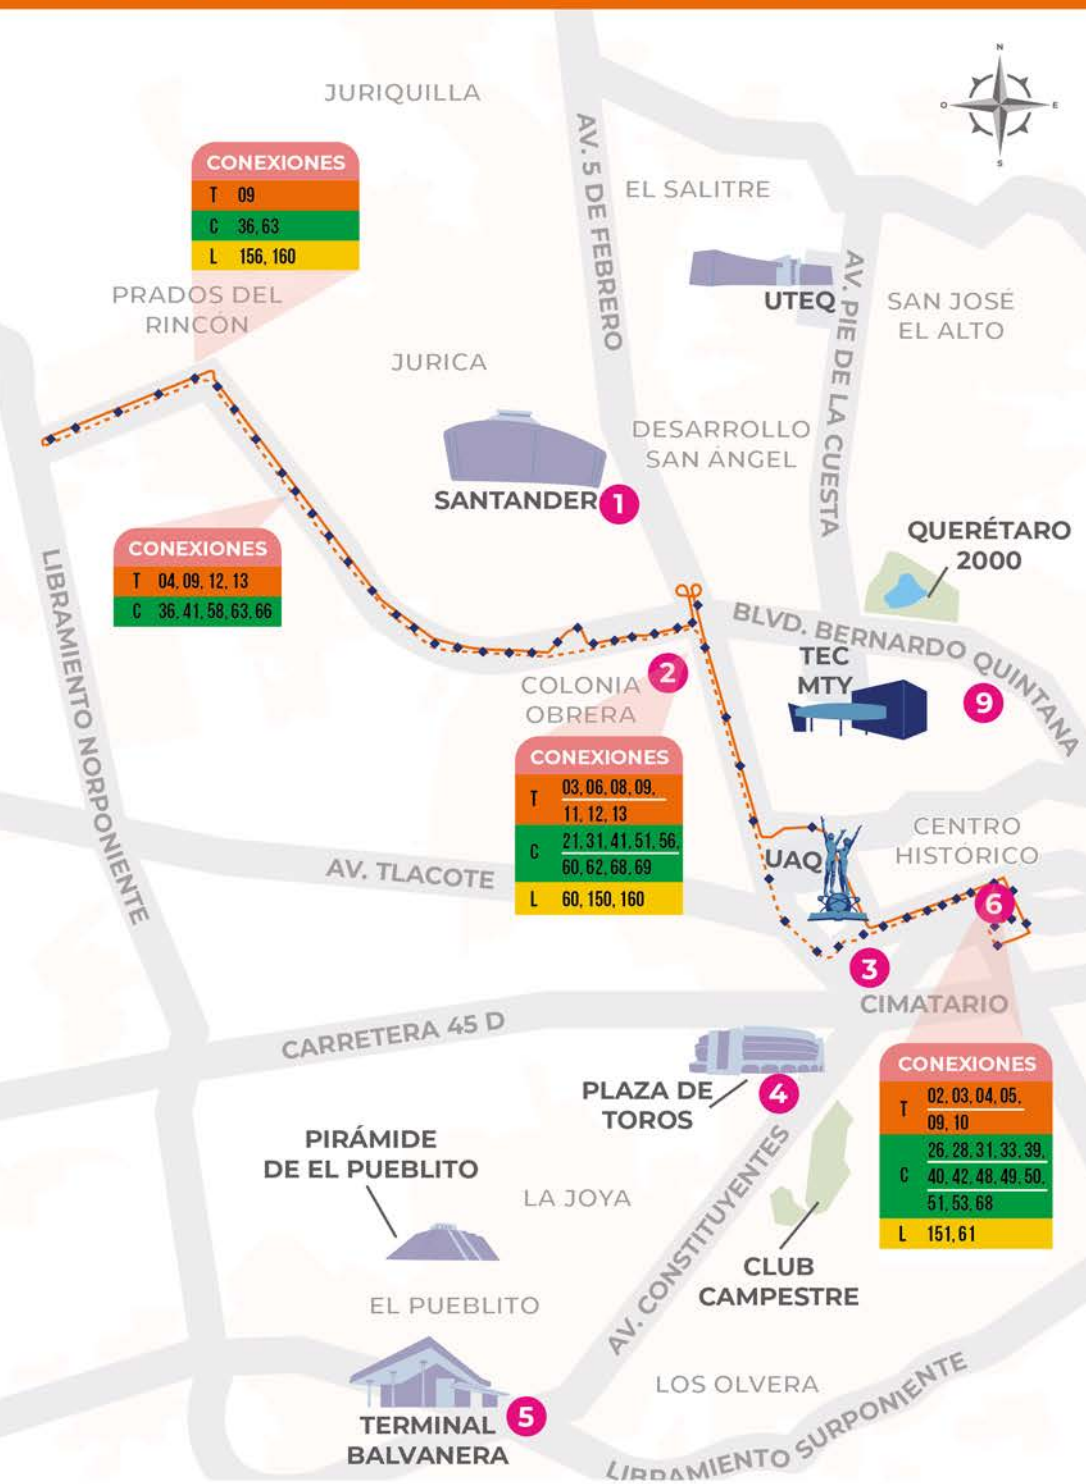 N
O
E
S
JURIQUILLA
AV. 5 DE FEBRERO
EL SALITRE
CONEXIONES
T 09
C 36, 63
L 156, 160
UTEQ
AV. PIE DE LA CUESTA
SAN JOSÉ
EL ALTO
PRADOS DEL
RINCÓN
JURICA
DESARROLLO
SAN ÁNGEL
SANTANDER
1
QUERÉTARO
2000
CONEXIONES
T 04, 09, 12, 13
C 36, 41, 58, 63, 66
LIBRAMIENTO NORPONIENTE
BLVD. BERNARDO QUINTANA
TEC
MTY
9
2
COLONIA
OBRERA
CONEXIONES
T 03, 06, 08, 09,
11, 12, 13
C 21, 31, 41, 51, 56,
60, 62, 68, 69
L 60, 150, 160
CENTRO
HISTÓRICO
UAQ
AV. TLACOTE
6
3
CIMATARIO
CARRETERA 45 D
CONEXIONES
T 02, 03, 04, 05,
09, 10
C 26, 28, 31, 33, 39,
40, 42, 48, 49, 50,
51, 53, 68
L 151, 61
PLAZA DE
TOROS
4
PIRÁMIDE
DE EL PUEBLITO
LA JOYA
AV. CONSTITUYENTES
CLUB
CAMPESTRE
EL PUEBLITO
LOS OLVERA
TERMINAL
BALVANERA
5
LIBRAMIENTO SURPONIENTE